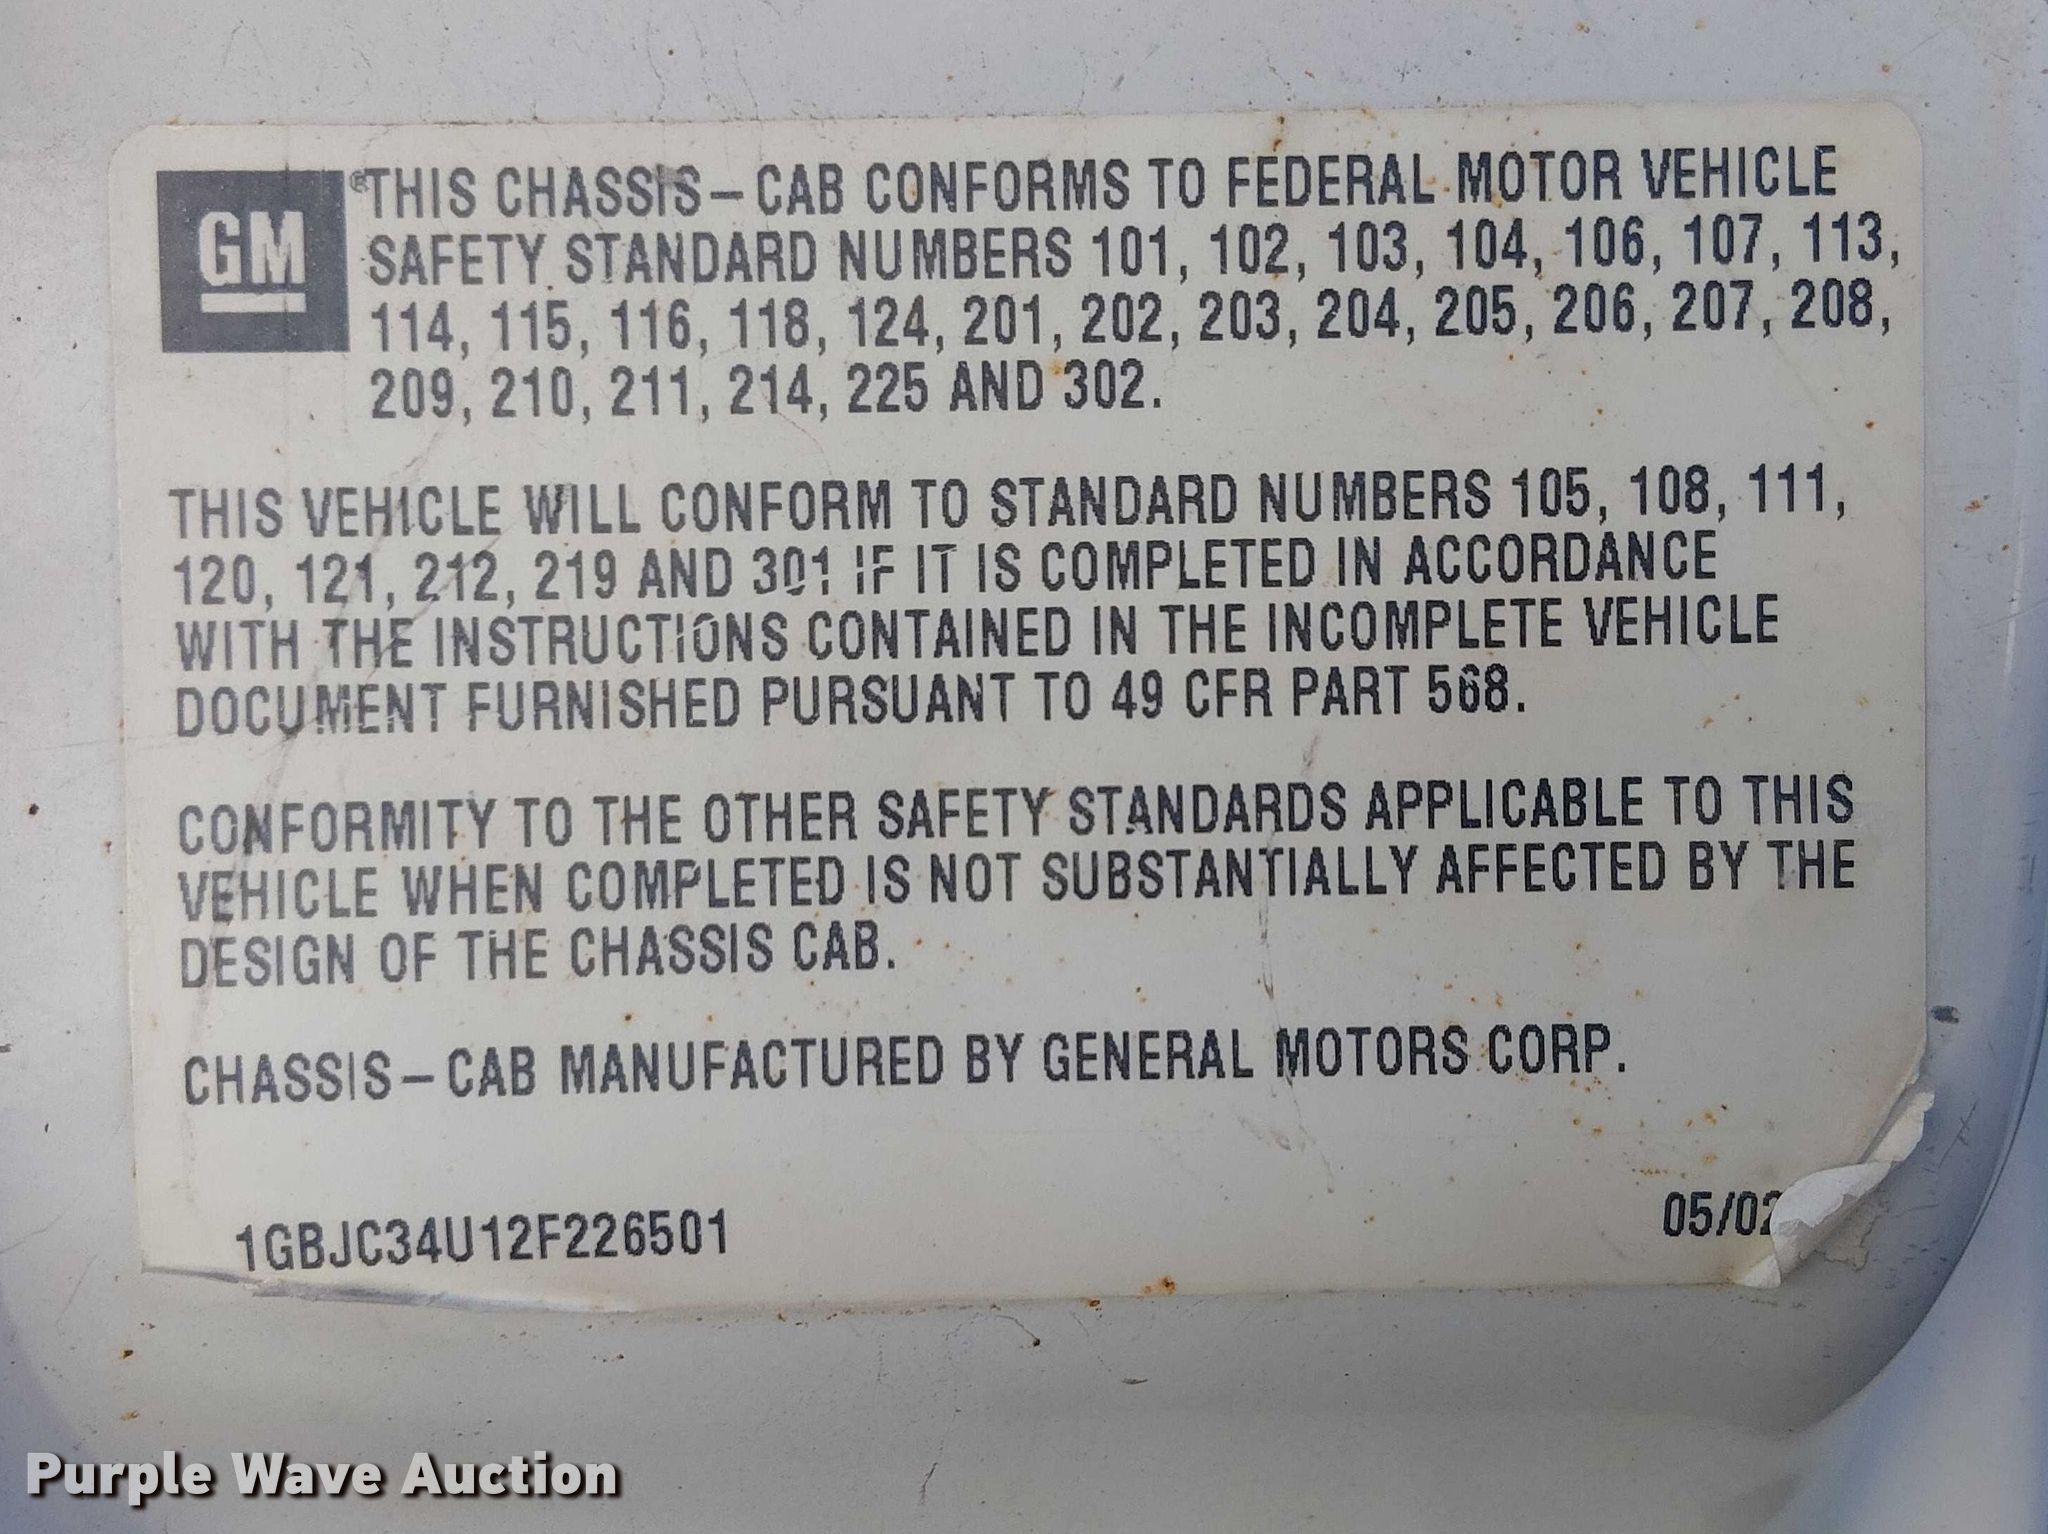 GM
®THIS CHASSIS-CAB CONFORMS TO FEDERAL MOTOR VEHICLE
SAFETY STANDARD NUMBERS 101, 102, 103, 104, 106, 107, 113,
114, 115, 116, 118, 124, 201, 202, 203, 204, 205, 206, 207, 208,
209, 210, 211, 214, 225 AND 302.
THIS VEHICLE WILL CONFORM TO STANDARD NUMBERS 105, 108, 111,
120, 121, 212, 219 AND 301 IF IT IS COMPLETED IN ACCORDANCE
WITH THE INSTRUCTIONS CONTAINED IN THE INCOMPLETE VEHICLE
DOCUMENT FURNISHED PURSUANT TO 49 CFR PART 568.
CONFORMITY TO THE OTHER SAFETY STANDARDS APPLICABLE TO THIS
VEHICLE WHEN COMPLETED IS NOT SUBSTANTIALLY AFFECTED BY THE
DESIGN OF THE CHASSIS CAB.
CHASSIS-CAB MANUFACTURED BY GENERAL MOTORS CORP.
1GBJC34U12F226501 05/02
Purple Wave Auction